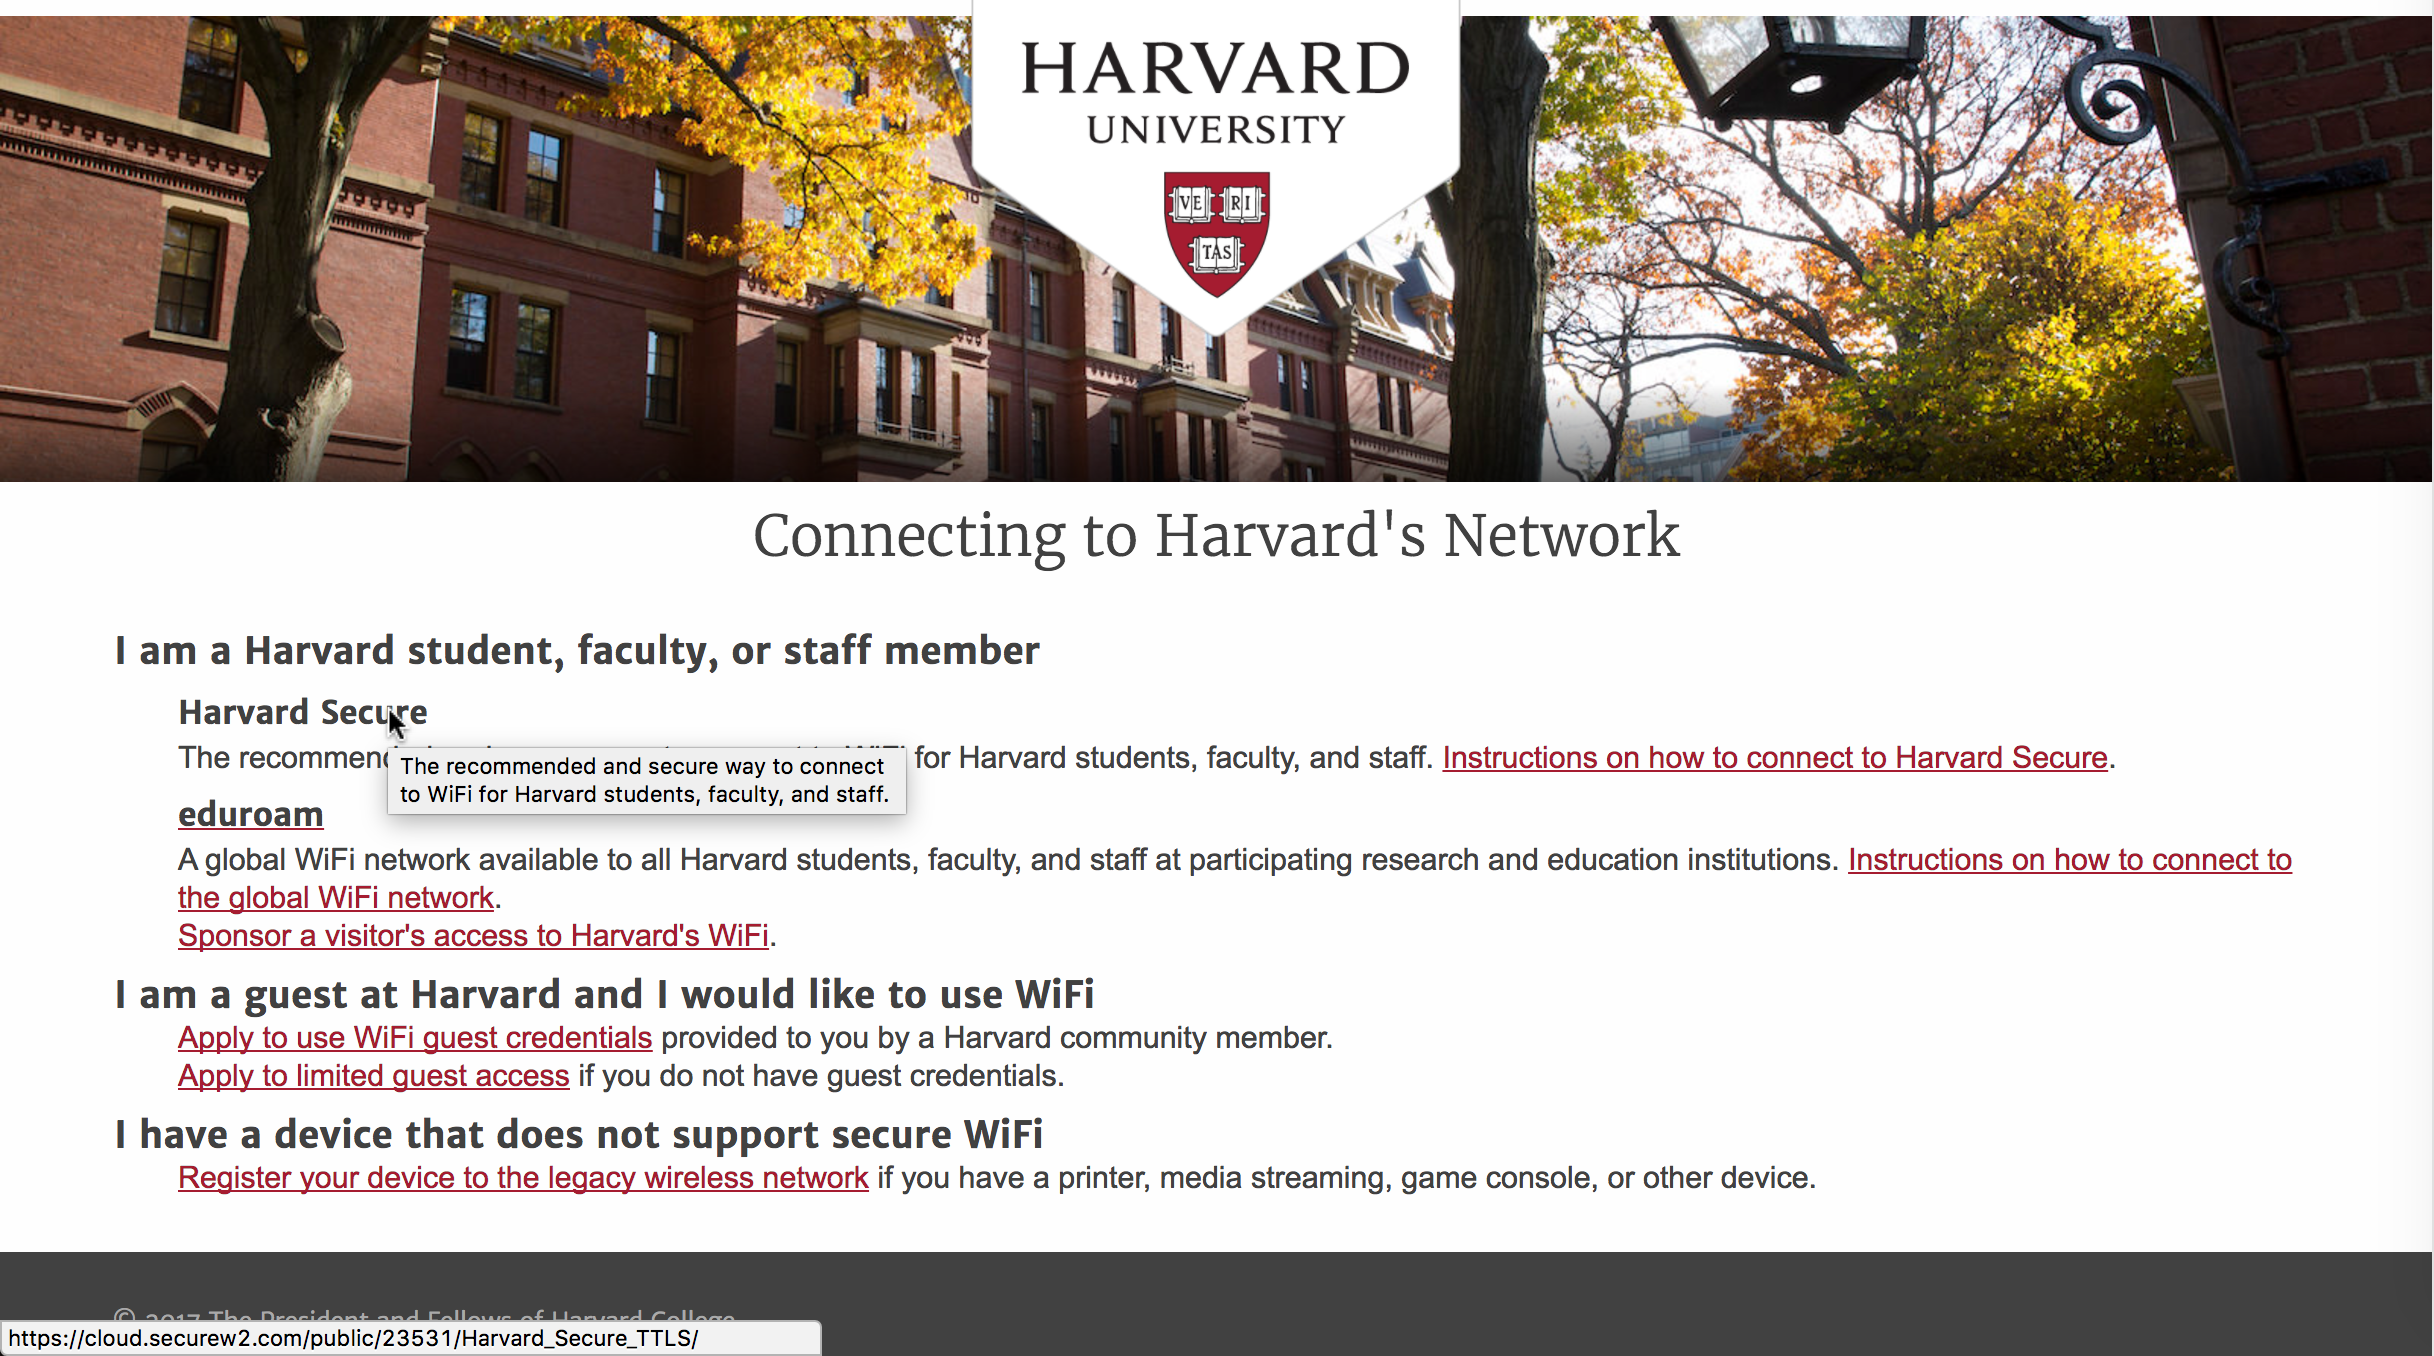 HARVARD
UNIVERSITY
VE RI
TAS
Connecting to Harvard's Network
I am a Harvard student, faculty, or staff member
Harvard Secure
The recommended for Harvard students, faculty, and staff. Instructions on how to connect to Harvard Secure.
The recommended and secure way to connect
to WiFi for Harvard students, faculty, and staff.
eduroam
A global WiFi network available to all Harvard students, faculty, and staff at participating research and education institutions. Instructions on how to connect to
the global WiFi network.
Sponsor a visitor's access to Harvard's WiFi.
I am a guest at Harvard and I would like to use WiFi
Apply to use WiFi guest credentials provided to you by a Harvard community member.
Apply to limited guest access if you do not have guest credentials.
I have a device that does not support secure WiFi
Register your device to the legacy wireless network if you have a printer, media streaming, game console, or other device.
© 2017 The President and Fellows of Harvard College
https://cloud.securew2.com/public/23531/Harvard_Secure_TTLS/